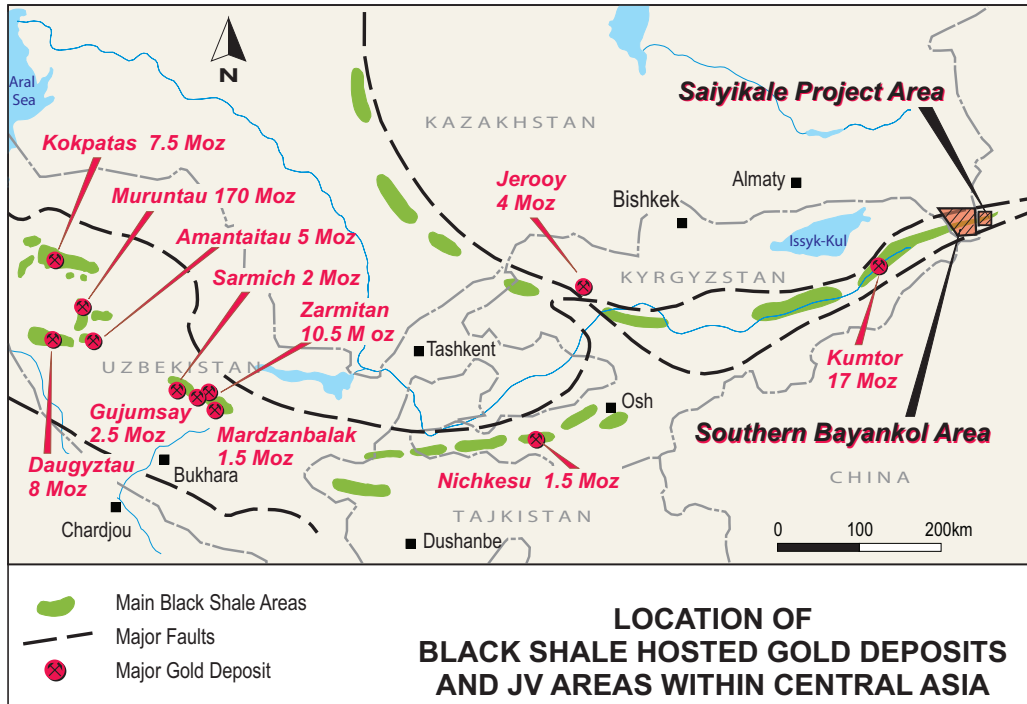 Aral
Sea
N
KAZAKHSTAN
Saiyikale Project Area
Kokpatas 7.5 Moz
Muruntau 170 Moz
Amantaitau 5 Moz
Sarmich 2 Moz
Zarmitan
10.5 M oz
Jerooy
4 Moz
Almaty
Bishkek
Issyk-Kul
KYRGYZSTAN
Tashkent
UZBEKISTAN
Kumtor
17 Moz
Osh
Gujumsay
2.5 Moz
Mardzanbalak
1.5 Moz
Southern Bayankol Area
Daugyztau
8 Moz
Bukhara
Nichkesu 1.5 Moz
CHINA
Chardjou
TAJKISTAN
Dushanbe
0 100 200km
Main Black Shale Areas
Major Faults
Major Gold Deposit
LOCATION OF
BLACK SHALE HOSTED GOLD DEPOSITS
AND JV AREAS WITHIN CENTRAL ASIA